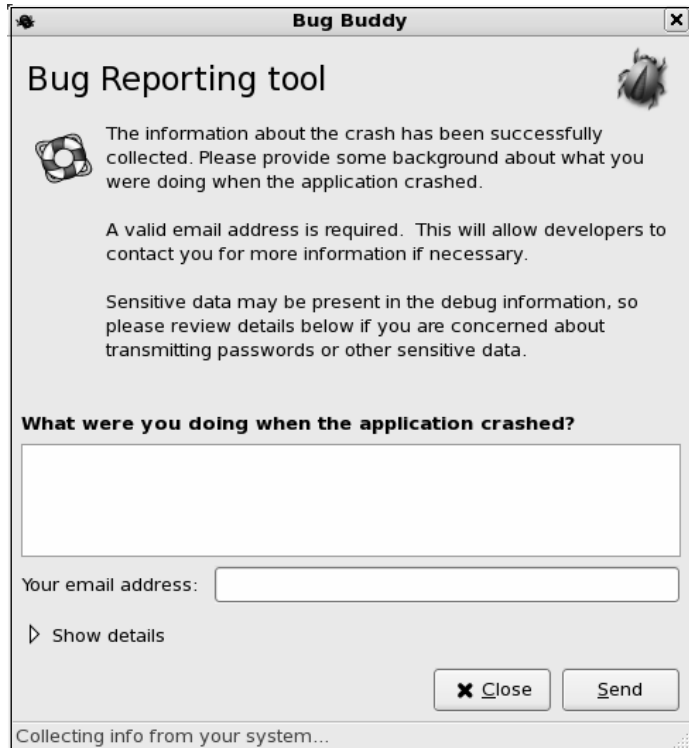 Bug Buddy
Bug Reporting tool
The information about the crash has been successfully
collected. Please provide some background about what you
were doing when the application crashed.
A valid email address is required.  This will allow developers to
contact you for more information if necessary.
Sensitive data may be present in the debug information, so
please review details below if you are concerned about
transmitting passwords or other sensitive data.
What were you doing when the application crashed?
Your email address:
Show details
Close
Send
Collecting info from your system...